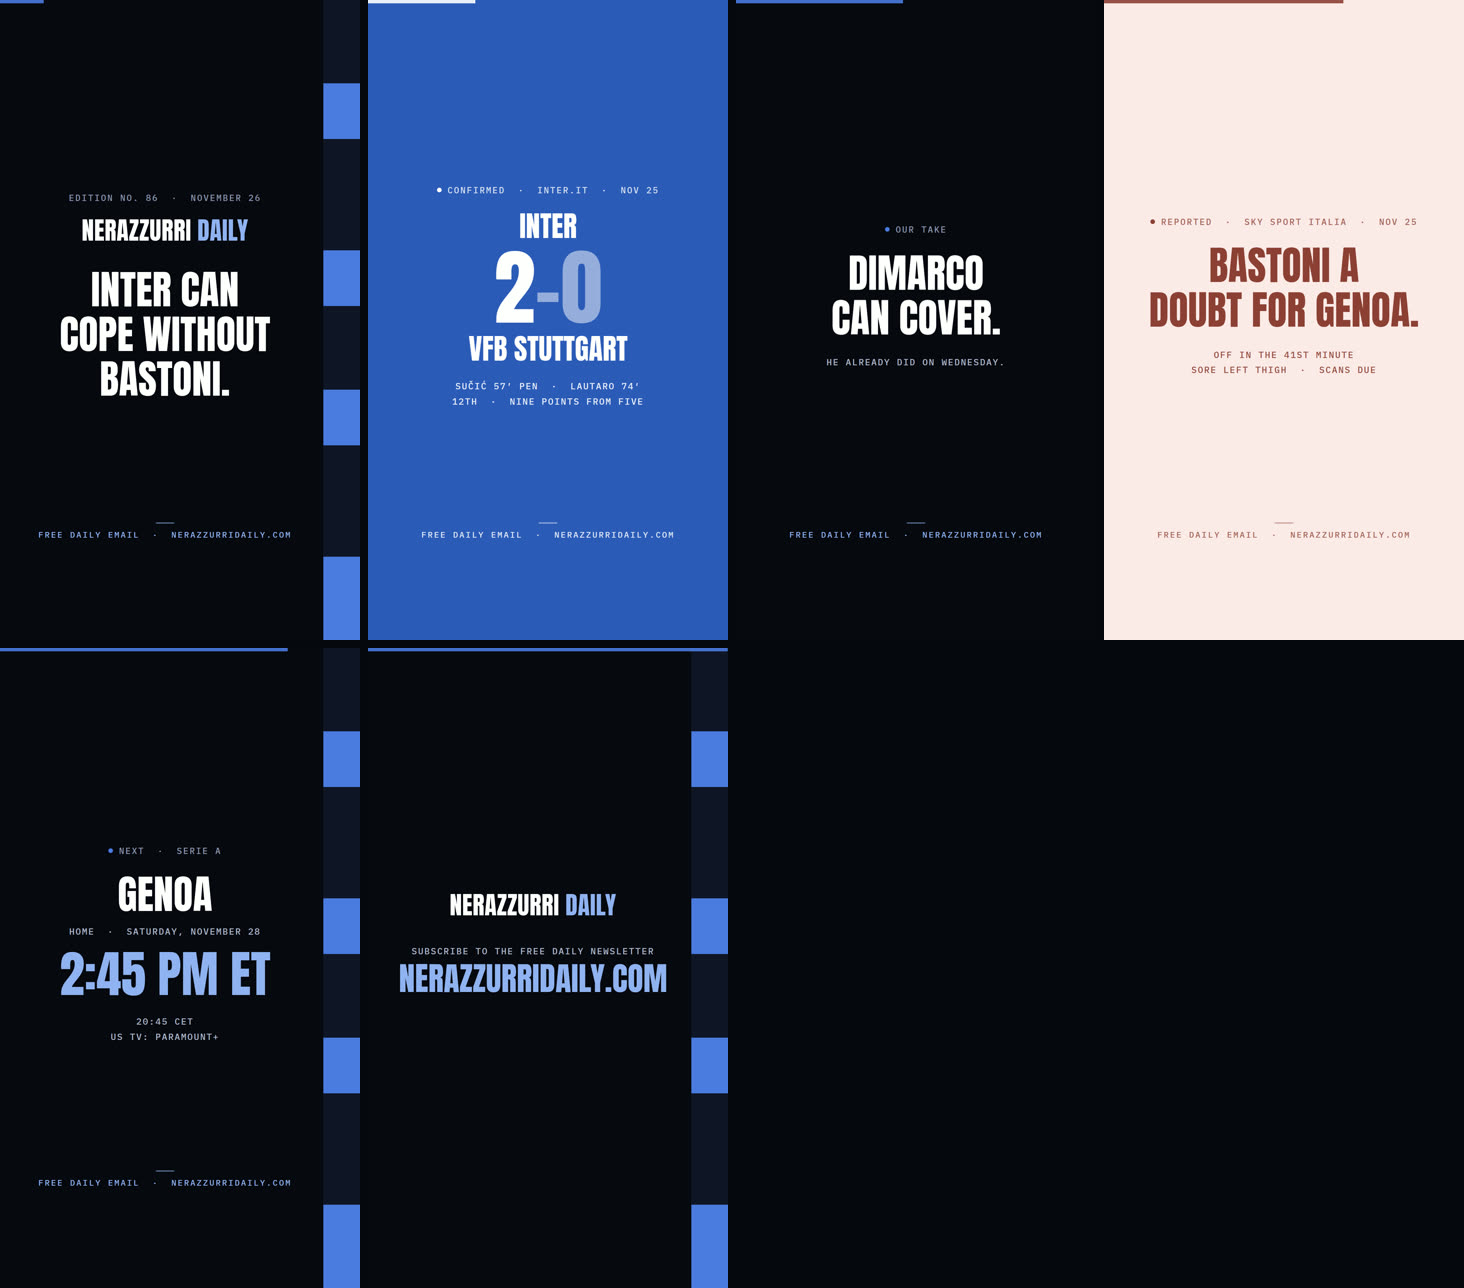 EDITION NO. 86 · NOVEMBER 26
NERAZZURRI DAILY
INTER CAN
COPE WITHOUT
BASTONI.
FREE DAILY EMAIL · NERAZZURRIDAILY.COM
CONFIRMED · INTER.IT · NOV 25
INTER
2-0
VFB STUTTGART
SUČIĆ 57' PEN · LAUTARO 74'
12TH · NINE POINTS FROM FIVE
FREE DAILY EMAIL · NERAZZURRIDAILY.COM
OUR TAKE
DIMARCO
CAN COVER.
HE ALREADY DID ON WEDNESDAY.
FREE DAILY EMAIL · NERAZZURRIDAILY.COM
REPORTED · SKY SPORT ITALIA · NOV 25
BASTONI A
DOUBT FOR GENOA.
OFF IN THE 41ST MINUTE
SORE LEFT THIGH · SCANS DUE
FREE DAILY EMAIL · NERAZZURRIDAILY.COM
NEXT · SERIE A
GENOA
HOME · SATURDAY, NOVEMBER 28
2:45 PM ET
20:45 CET
US TV: PARAMOUNT+
FREE DAILY EMAIL · NERAZZURRIDAILY.COM
NERAZZURRI DAILY
SUBSCRIBE TO THE FREE DAILY NEWSLETTER
NERAZZURRIDAILY.COM